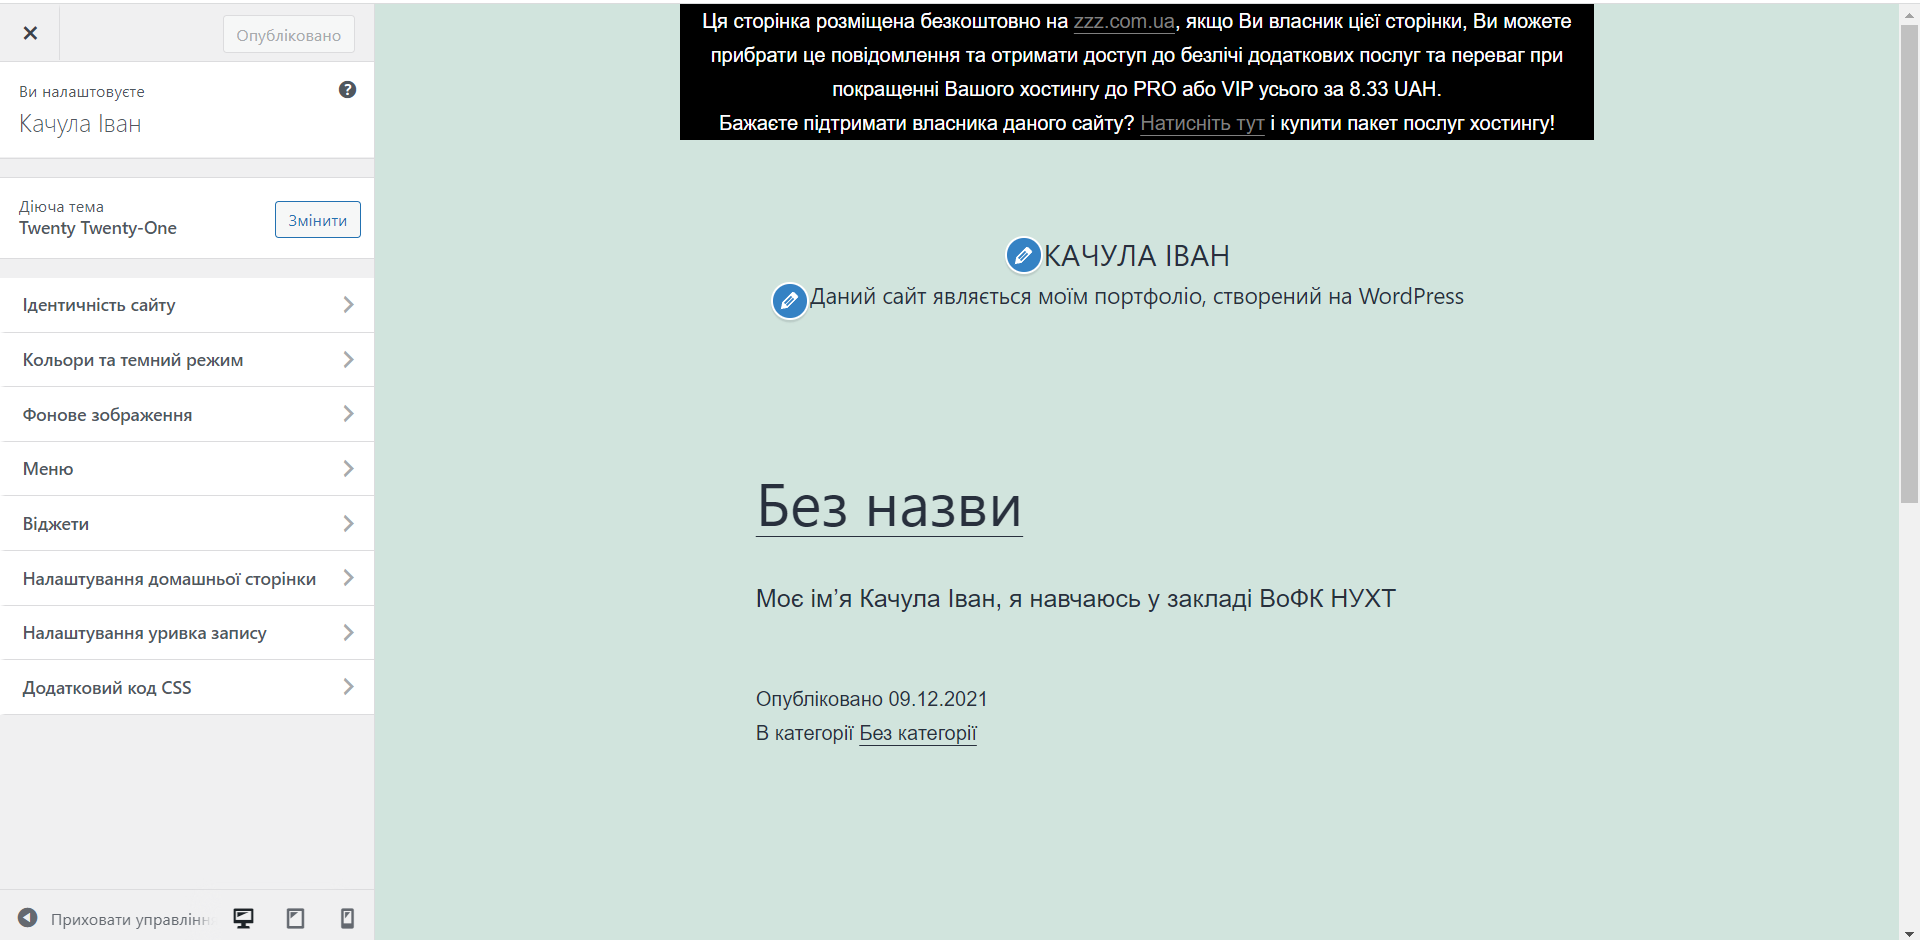 Опубліковано
Ви налаштовуєте
Качула Іван
Діюча тема
Twenty Twenty-One
Змінити
Ідентичність сайту
Кольори та темний режим
Фонове зображення
Меню
Віджети
Налаштування домашньої сторінки
Налаштування уривка запису
Додатковий код CSS
Приховати управлінн
Ця сторінка розміщена безкоштовно на zzz.com.ua, якщо Ви власник цієї сторінки, Ви можете
прибрати це повідомлення та отримати доступ до безлічі додаткових послуг та переваг при
покращенні Вашого хостингу до PRO або VIP усього за 8.33 UAH.
Бажаєте підтримати власника даного сайту? Натисніть тут і купити пакет послуг хостингу!
КАЧУЛА ІВАН
Даний сайт являється моїм портфоліо, створений на WordPress
Без назви
Моє ім’я Качула Іван, я навчаюсь у закладі ВоФК НУХТ
Опубліковано 09.12.2021
В категорії Без категорії